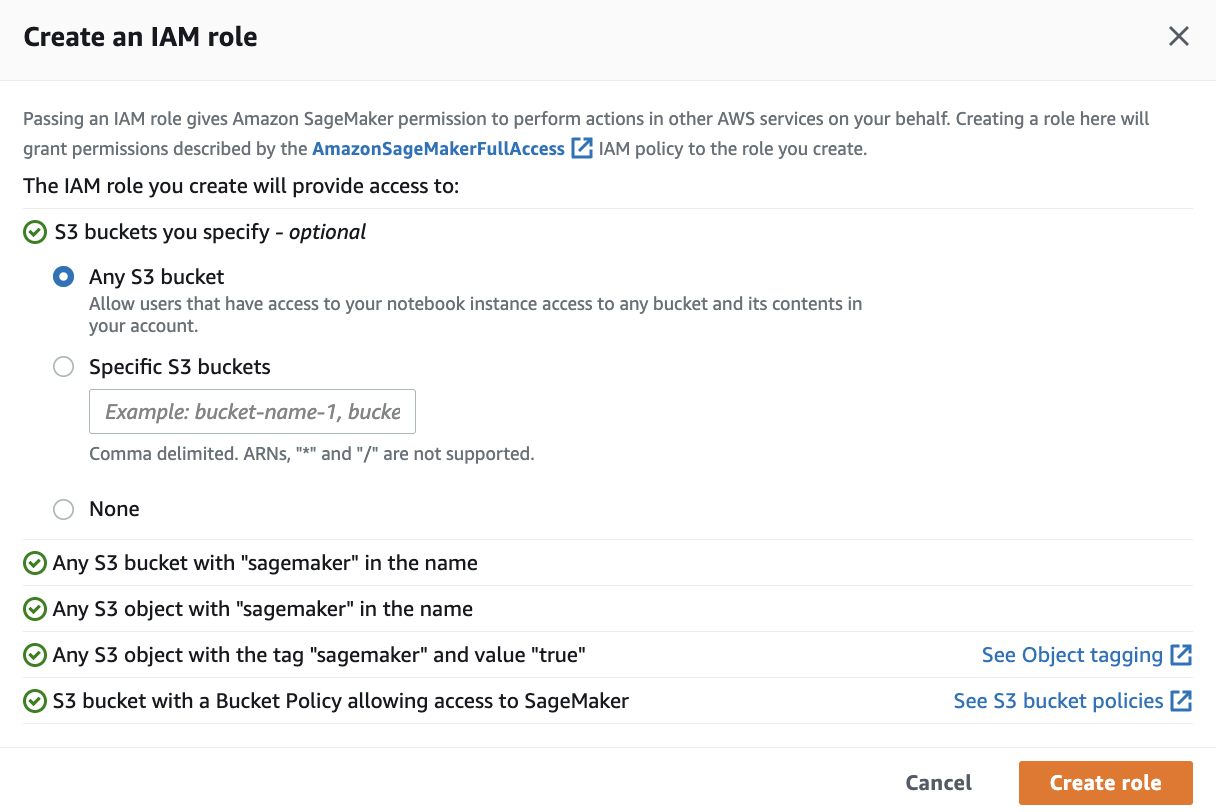 Create an IAM role
Passing an IAM role gives Amazon SageMaker permission to perform actions in other AWS services on your behalf. Creating a role here will
grant permissions described by the AmazonSageMakerFullAccess IAM policy to the role you create.
The IAM role you create will provide access to:
S3 buckets you specify - optional
Any S3 bucket
Allow users that have access to your notebook instance access to any bucket and its contents in
your account.
Specific S3 buckets
Example: bucket-name-1, bucke
Comma delimited. ARNs, "*" and "/" are not supported.
None
Any S3 bucket with "sagemaker" in the name
Any S3 object with "sagemaker" in the name
Any S3 object with the tag "sagemaker" and value "true" See Object tagging
S3 bucket with a Bucket Policy allowing access to SageMaker See S3 bucket policies
Cancel Create role